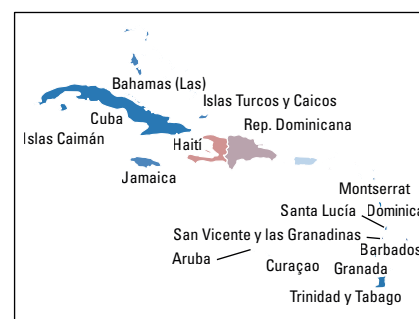 Bahamas (Las)
Islas Turcos y Caicos
Cuba
Rep. Dominicana
Islas Caimán
Haití
Jamaica
Montserrat
Santa Lucía
Dominica
San Vicente y las Granadinas
Barbados
Aruba
Curaçao
Granada
Trinidad y Tabago